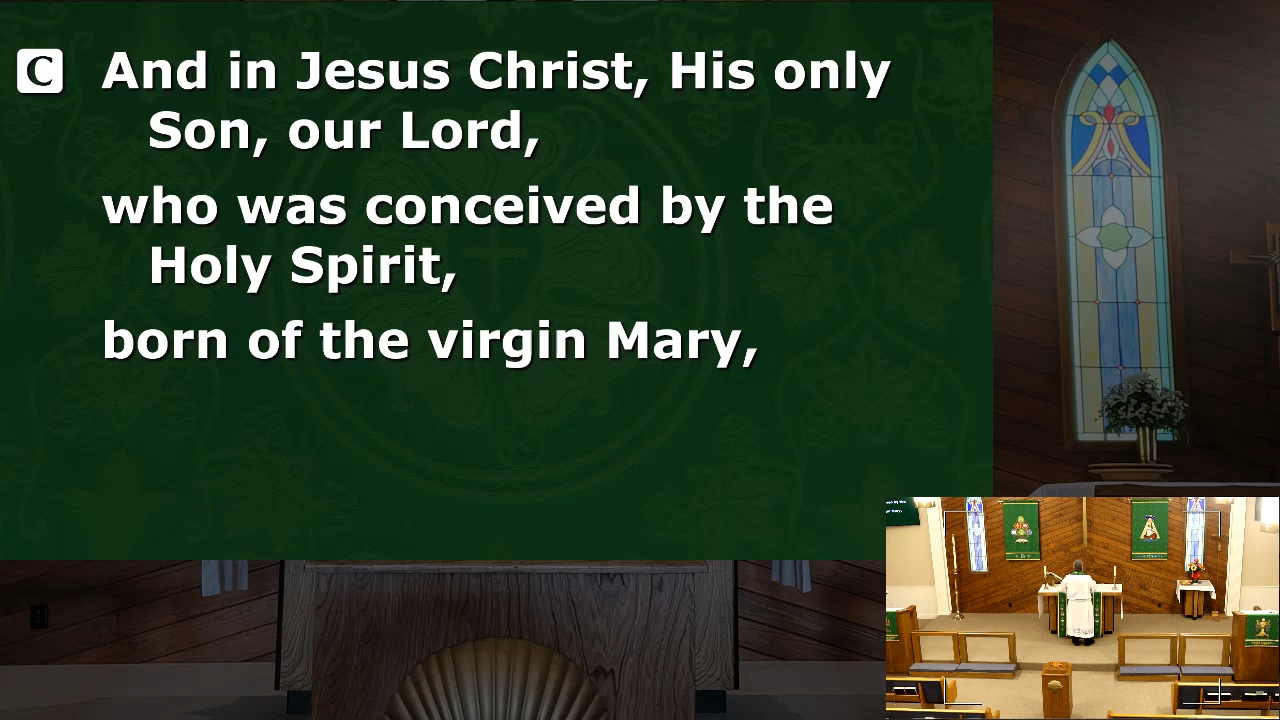 C And in Jesus Christ, His only
Son, our Lord,
who was conceived by the
Holy Spirit,
born of the virgin Mary,